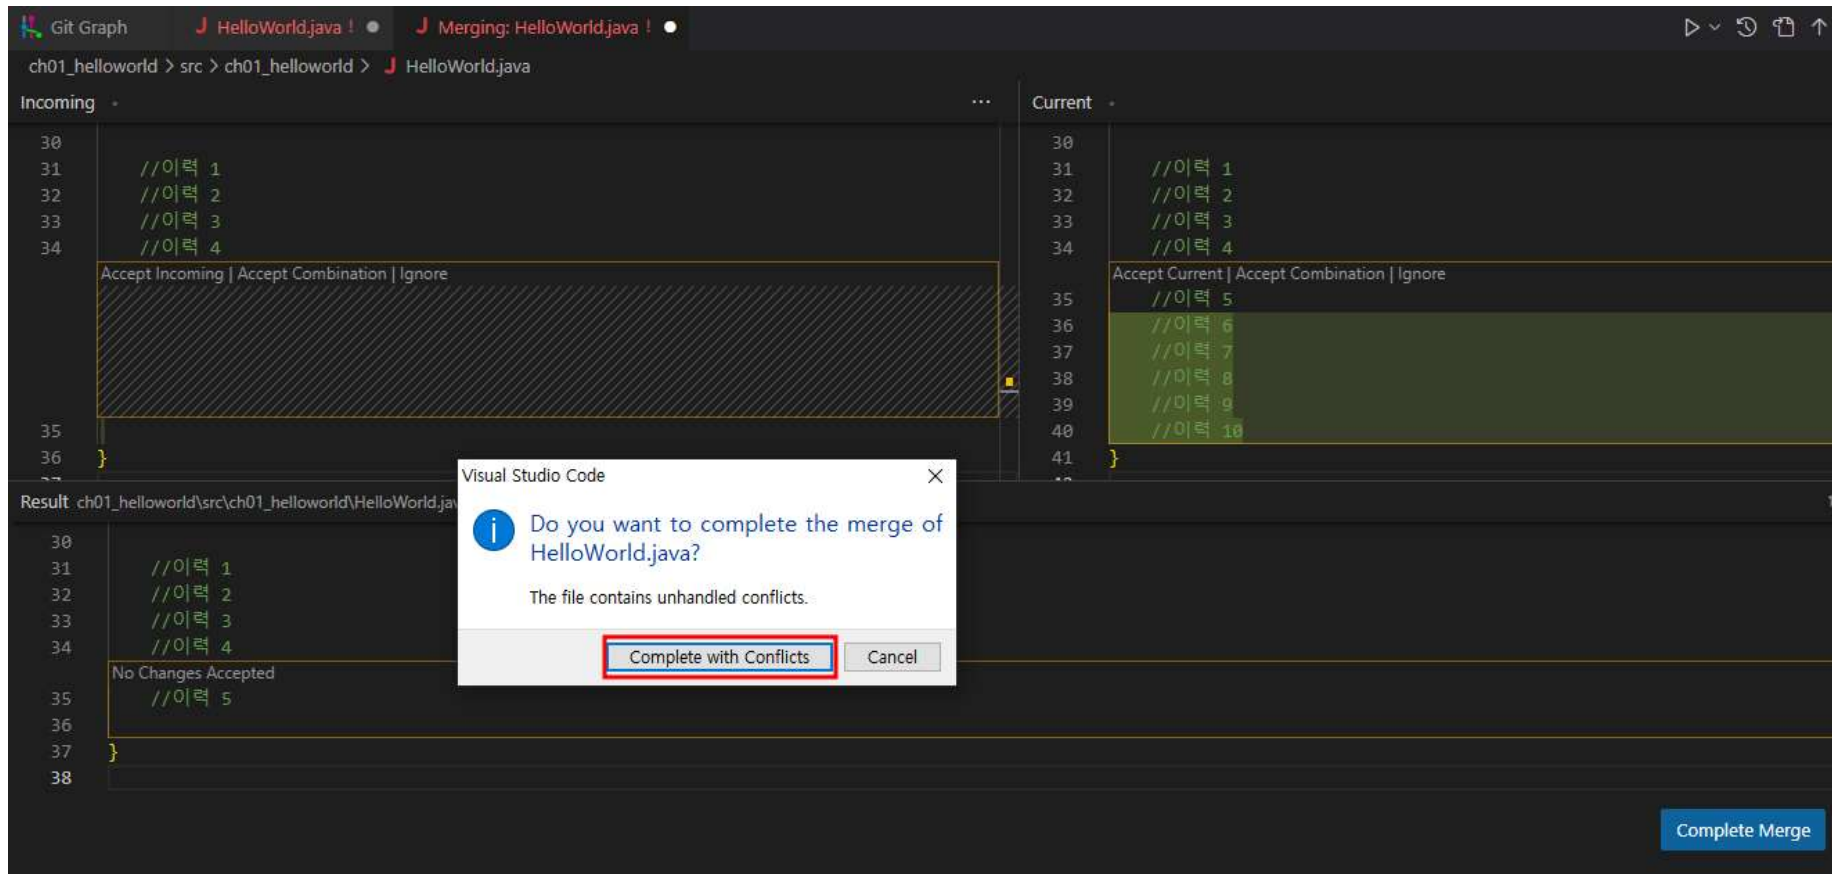 Git Graph J HelloWorld.java ! ● J Merging: HelloWorld.java ! ●
ch01_helloworld > src > ch01_helloworld > J HelloWorld.java
Incoming ···
30
31 //이력 1
32 //이력 2
33 //이력 3
34 //이력 4
Accept Incoming | Accept Combination | Ignore
35
36 }
Current
30
31 //이력 1
32 //이력 2
33 //이력 3
34 //이력 4
Accept Current | Accept Combination | Ignore
35 //이력 5
36 //이력 6
37 //이력 7
38 //이력 8
39 //이력 9
40 //이력 10
41 }
Result ch01_helloworld\src\ch01_helloworld\HelloWorld.jav
30
31 //이력 1
32 //이력 2
33 //이력 3
34 //이력 4
No Changes Accepted
35 //이력 5
36
37 }
38
Visual Studio Code
Do you want to complete the merge of
HelloWorld.java?
The file contains unhandled conflicts.
Complete with Conflicts Cancel
Complete Merge